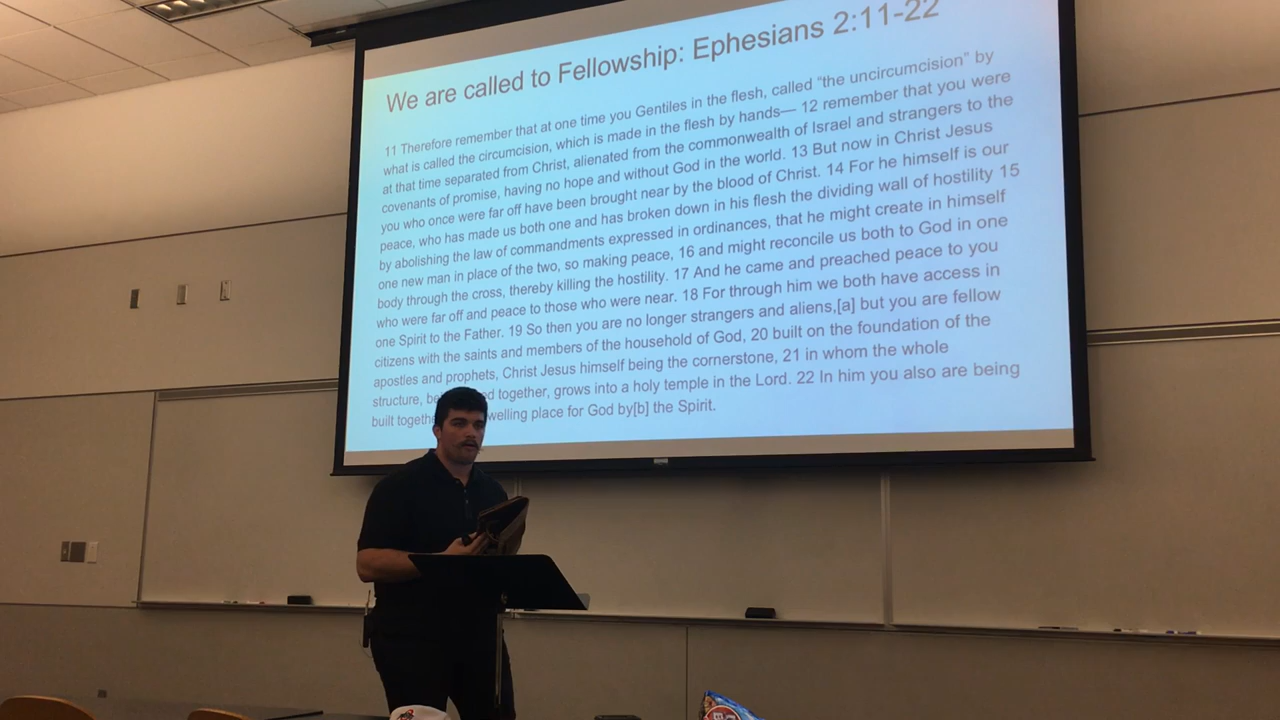 We are called to Fellowship: Ephesians 2:11-22
11 Therefore remember that at one time you Gentiles in the flesh, called “the uncircumcision” by
what is called the circumcision, which is made in the flesh by hands— 12 remember that you were
at that time separated from Christ, alienated from the commonwealth of Israel and strangers to the
covenants of promise, having no hope and without God in the world. 13 But now in Christ Jesus
you who once were far off have been brought near by the blood of Christ. 14 For he himself is our
peace, who has made us both one and has broken down in his flesh the dividing wall of hostility 15
by abolishing the law of commandments expressed in ordinances, that he might create in himself
one new man in place of the two, so making peace, 16 and might reconcile us both to God in one
body through the cross, thereby killing the hostility. 17 And he came and preached peace to you
who were far off and peace to those who were near. 18 For through him we both have access in
one Spirit to the Father. 19 So then you are no longer strangers and aliens,[a] but you are fellow
citizens with the saints and members of the household of God, 20 built on the foundation of the
apostles and prophets, Christ Jesus himself being the cornerstone, 21 in whom the whole
structure, together, grows into a holy temple in the Lord. 22 In him you also are being
built place for God by[b] the Spirit.